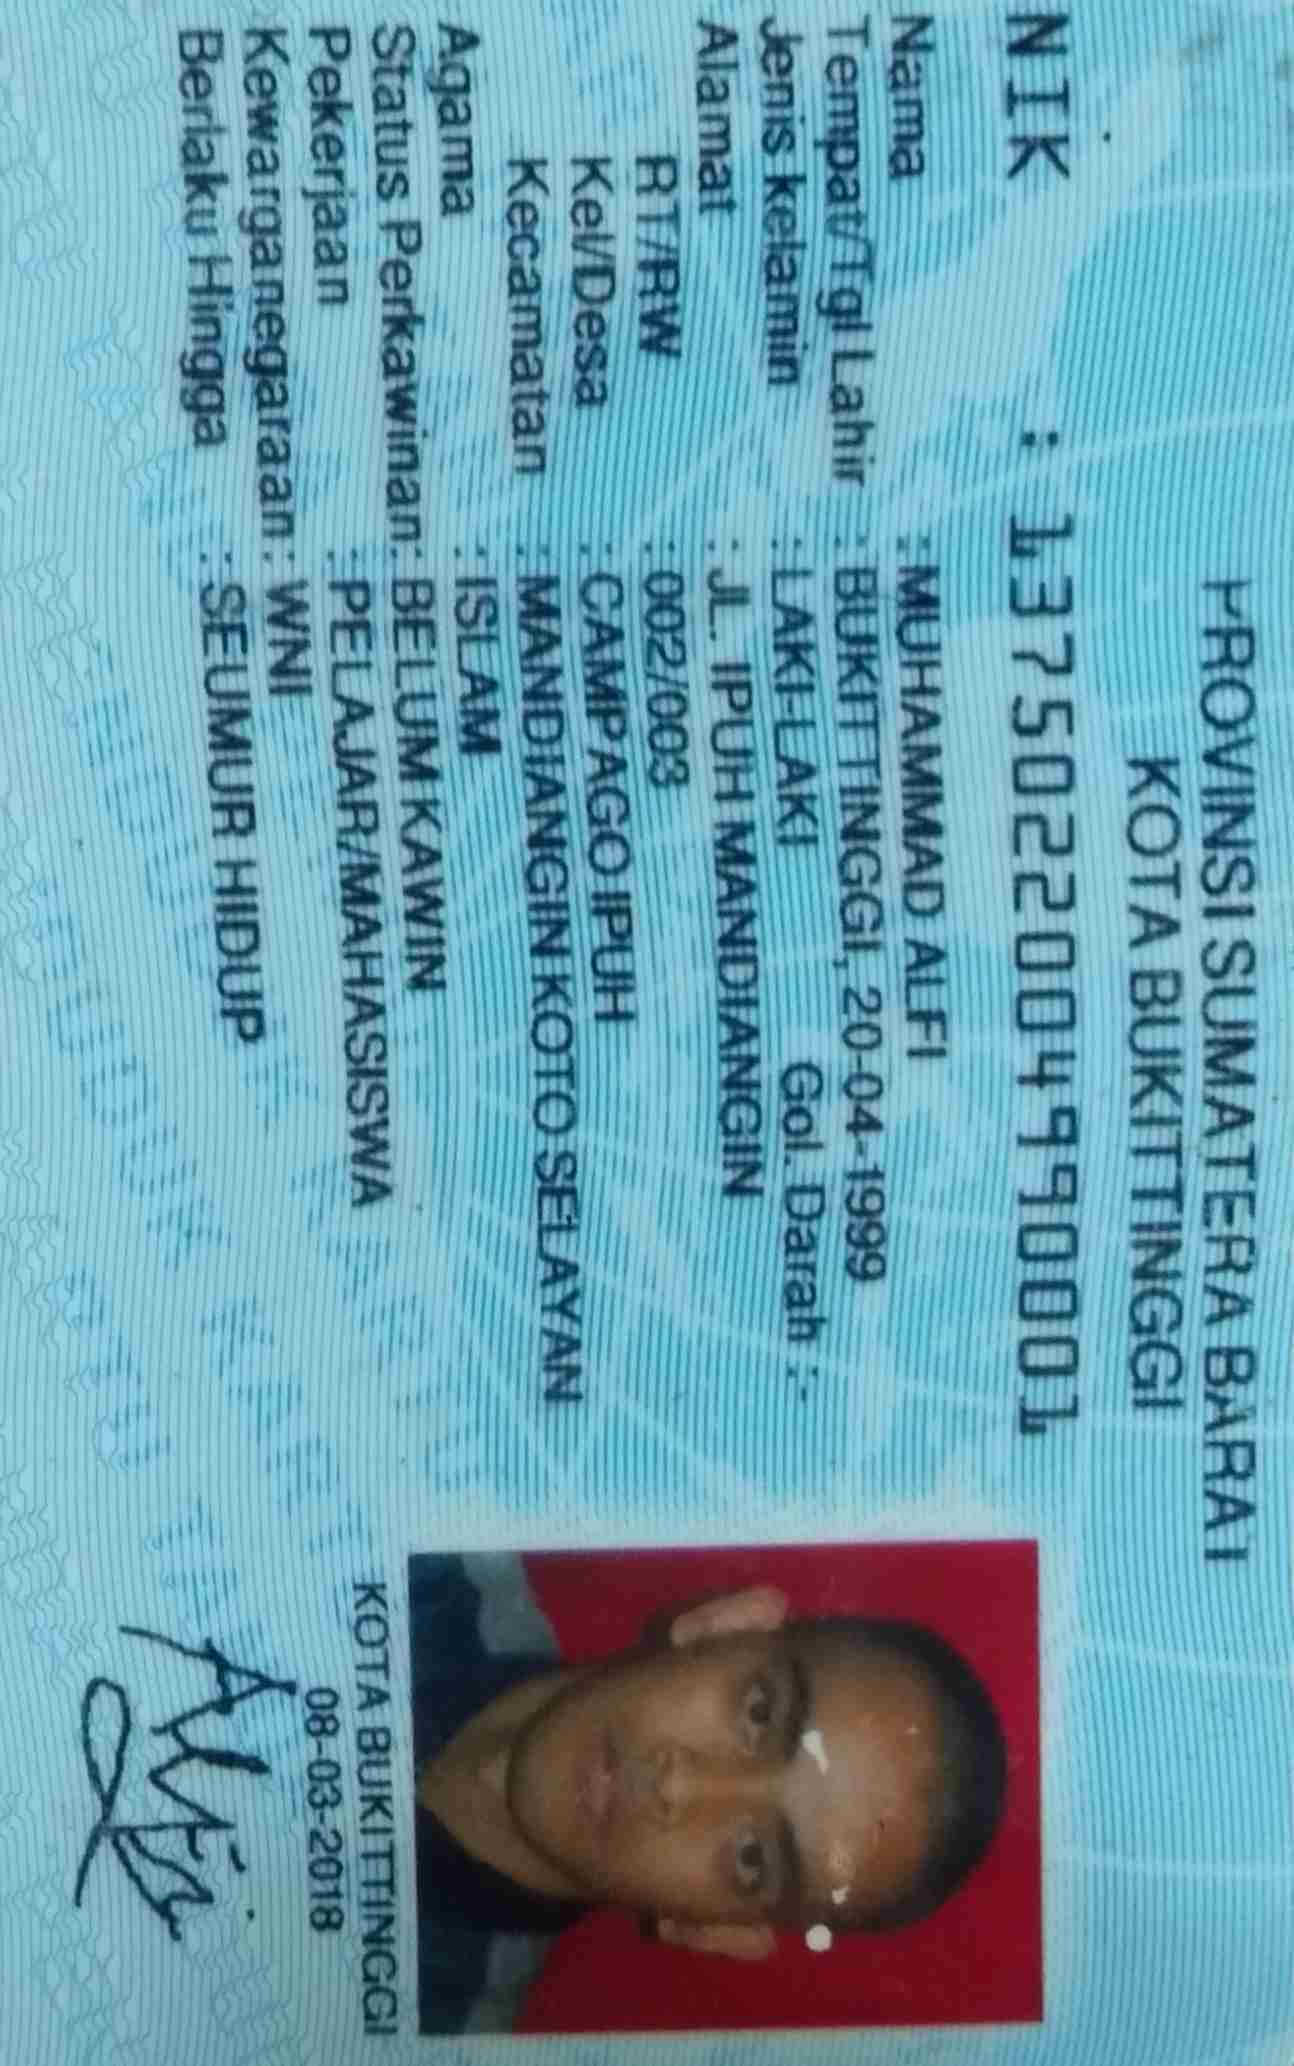 PROVINSI SUMATERA BARAT
KOTA BUKITTINGGI
NIK : 1375022004990001
Nama : MUHAMMAD ALFI
Tempat/Tgl Lahir : BUKITTINGGI, 20-04-1999
Jenis kelamin : LAKI-LAKI Gol. Darah : -
Alamat : JL. IPUH MANDIANGIN
RT/RW : 002/003
Kel/Desa : CAMPAGO IPUH
Kecamatan : MANDIANGIN KOTO SELAYAN
Agama : ISLAM
Status Perkawinan: BELUM KAWIN
Pekerjaan : PELAJAR/MAHASISWA
Kewarganegaraan : WNI
Berlaku Hingga : SEUMUR HIDUP
KOTA BUKITTINGGI
08-03-2018
Alfi